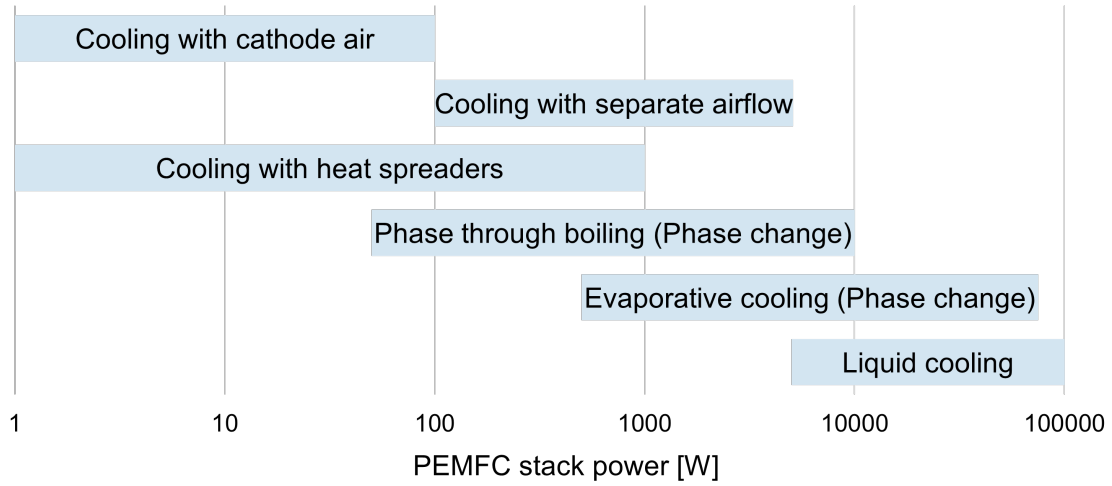 Cooling with cathode air
Cooling with separate airflow
Cooling with heat spreaders
Phase through boiling (Phase change)
Evaporative cooling (Phase change)
Liquid cooling
1 10 100 1000 10000 100000
PEMFC stack power [W]